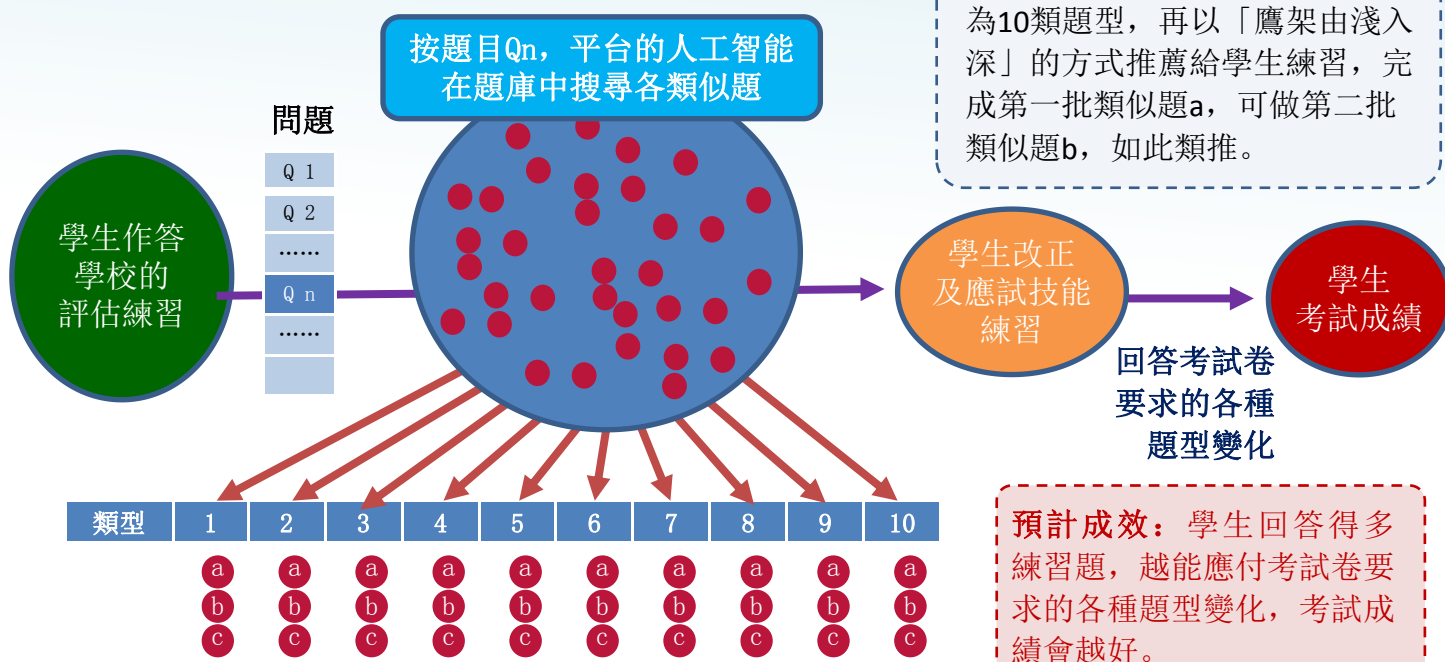 按題目Qn，平台的人工智能
在題庫中搜尋各類似題
為10類題型，再以「鷹架由淺入
深」的方式推薦給學生練習，完
成第一批類似題a，可做第二批
類似題b，如此類推。
問題
Q 1
Q 2
……
Q n
……
學生作答
學校的
評估練習
學生改正
及應試技能
練習
學生
考試成績
回答考試卷
要求的各種
題型變化
類型 1 2 3 4 5 6 7 8 9 10
a a a a a a a a a a
b b b b b b b b b b
c c c c c c c c c c
預計成效：學生回答得多
練習題，越能應付考試卷要
求的各種題型變化，考試成
績會越好。